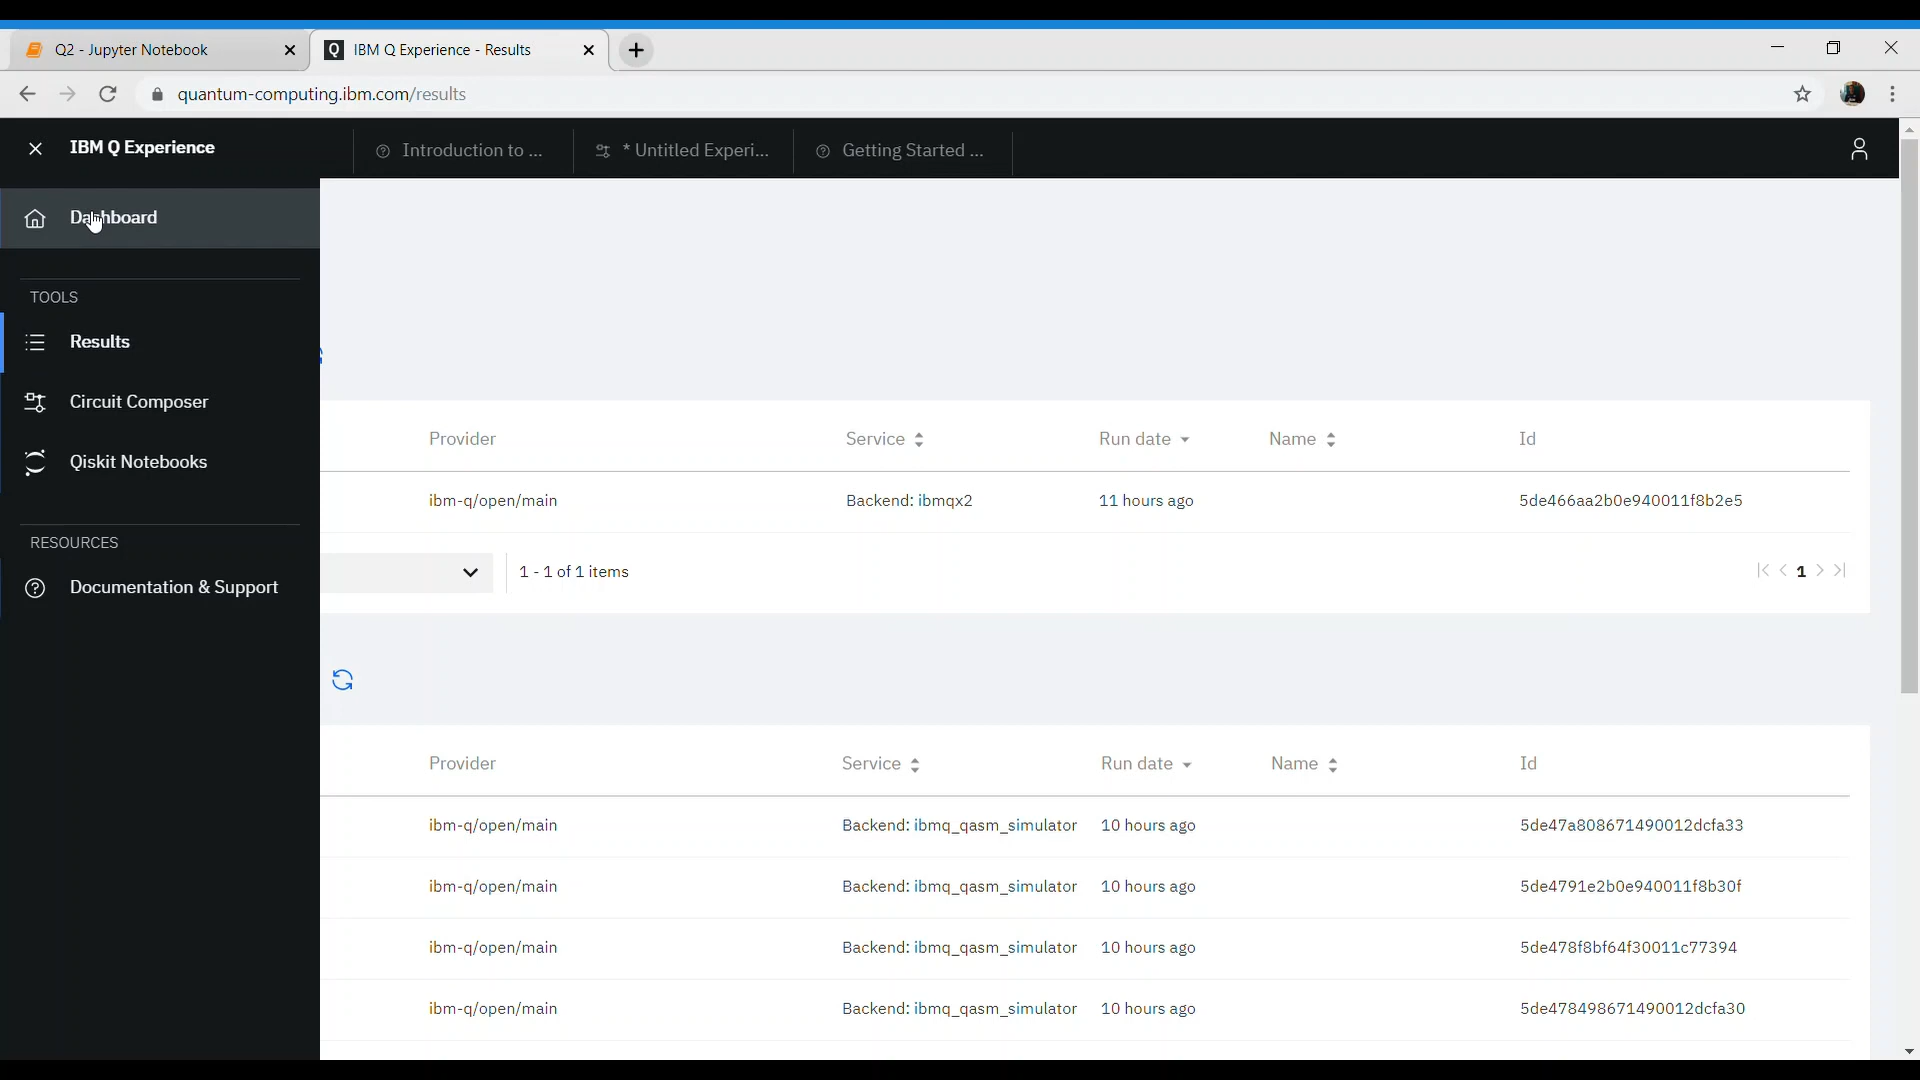 Q2 - Jupyter Notebook
IBM Q Experience - Results
quantum-computing.ibm.com/results
IBM Q Experience
Introduction to ...
* Untitled Experi...
Getting Started ...
Dashboard
TOOLS
Results
Circuit Composer
Qiskit Notebooks
RESOURCES
Documentation & Support
Provider Service Run date Name Id
ibm-q/open/main Backend: ibmqx2 11 hours ago 5de466aa2b0e940011f8b2e5
1 - 1 of 1 items 1
Provider Service Run date Name Id
ibm-q/open/main Backend: ibmq_qasm_simulator 10 hours ago 5de47a808671490012dcfa33
ibm-q/open/main Backend: ibmq_qasm_simulator 10 hours ago 5de4791e2b0e940011f8b30f
ibm-q/open/main Backend: ibmq_qasm_simulator 10 hours ago 5de478f8bf64f30011c77394
ibm-q/open/main Backend: ibmq_qasm_simulator 10 hours ago 5de478498671490012dcfa30